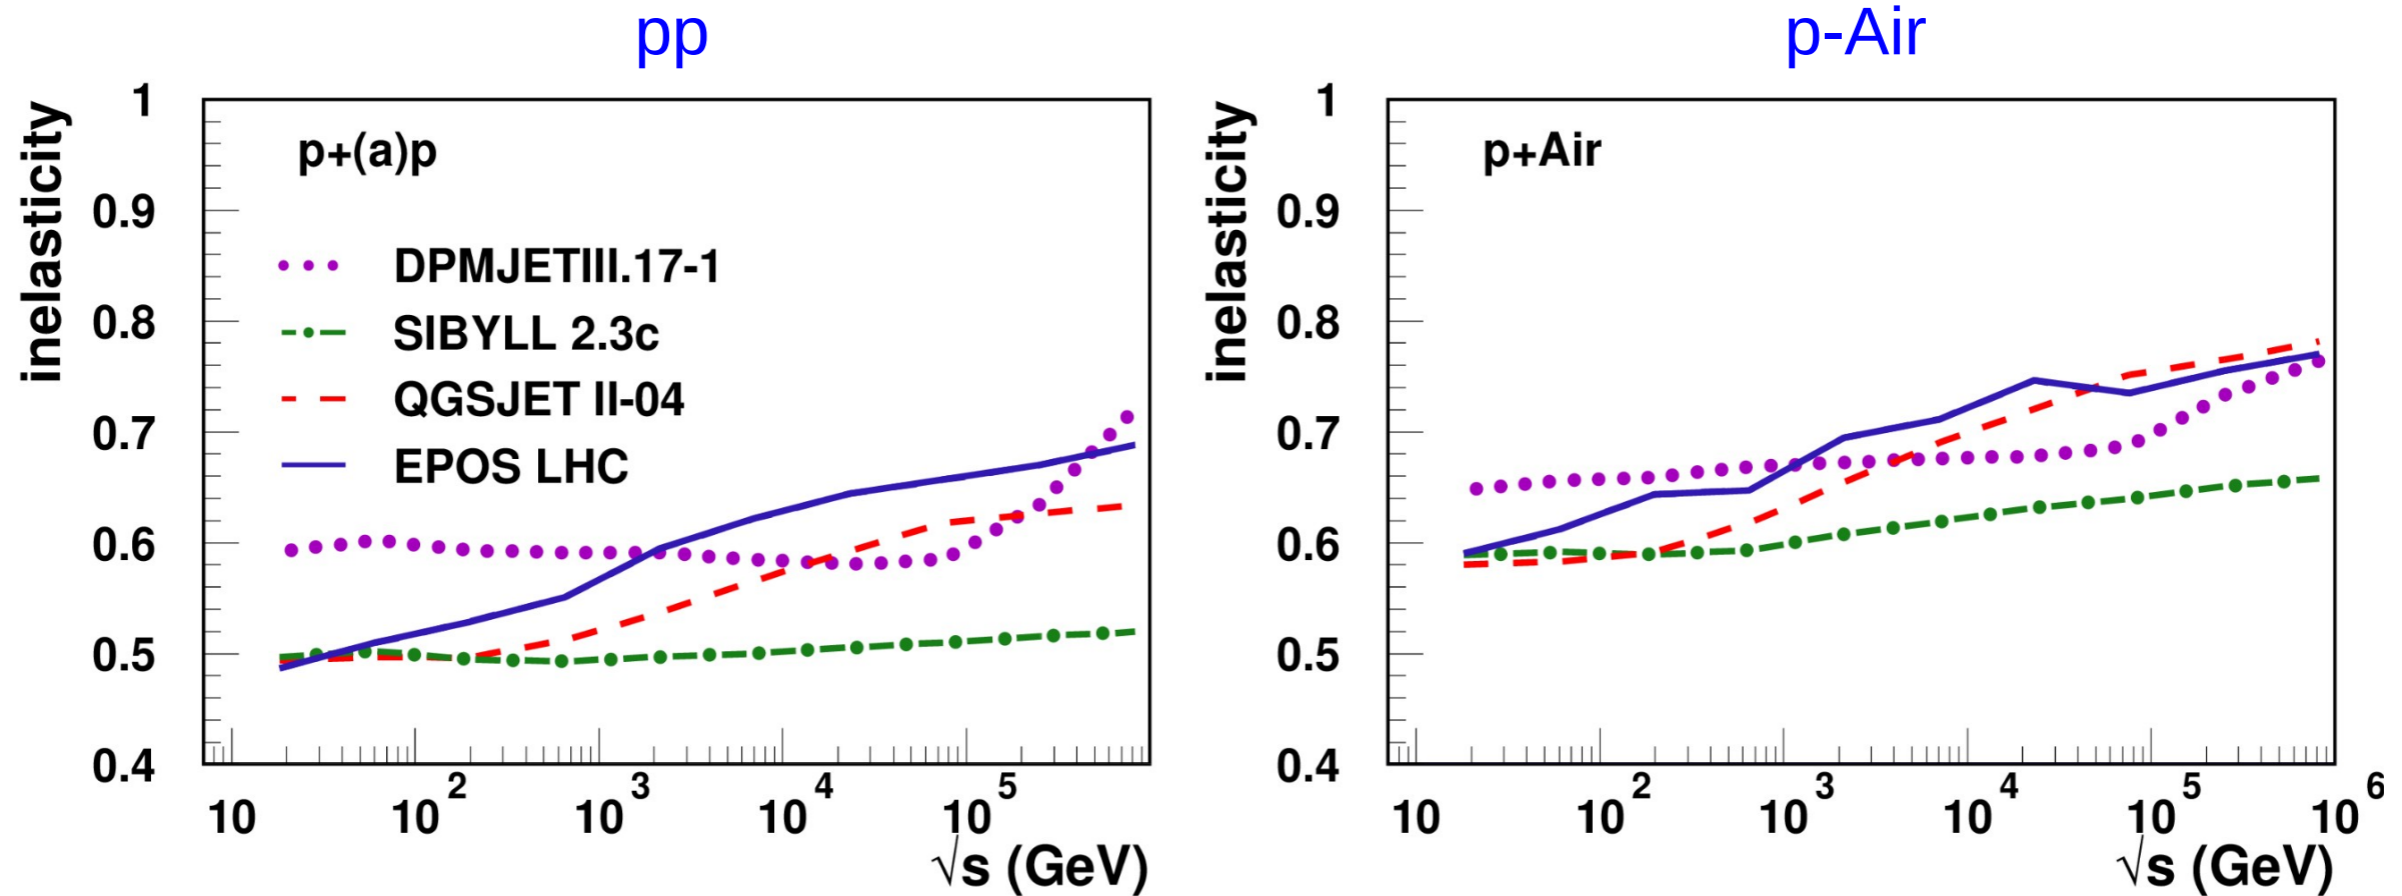 pp
p-Air
inelasticity
1
0.9
0.8
0.7
0.6
0.5
0.4
p+(a)p
DPMJETIII.17-1
SIBYLL 2.3c
QGSJET II-04
EPOS LHC
10 10² 10³ 10⁴ 10⁵
√s (GeV)
inelasticity
1
0.9
0.8
0.7
0.6
0.5
0.4
p+Air
10 10² 10³ 10⁴ 10⁵ 10⁶
√s (GeV)